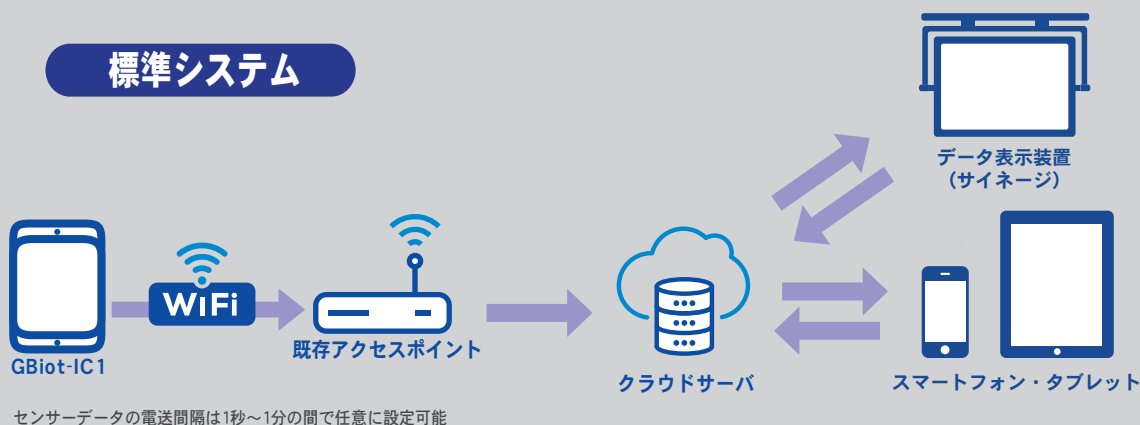 標準システム
データ表示装置
(サイネージ)
WiFi
既存アクセスポイント
GBiot-IC1
クラウドサーバ
スマートフォン・タブレット
センサーデータの電送間隔は1秒～1分の間で任意に設定可能